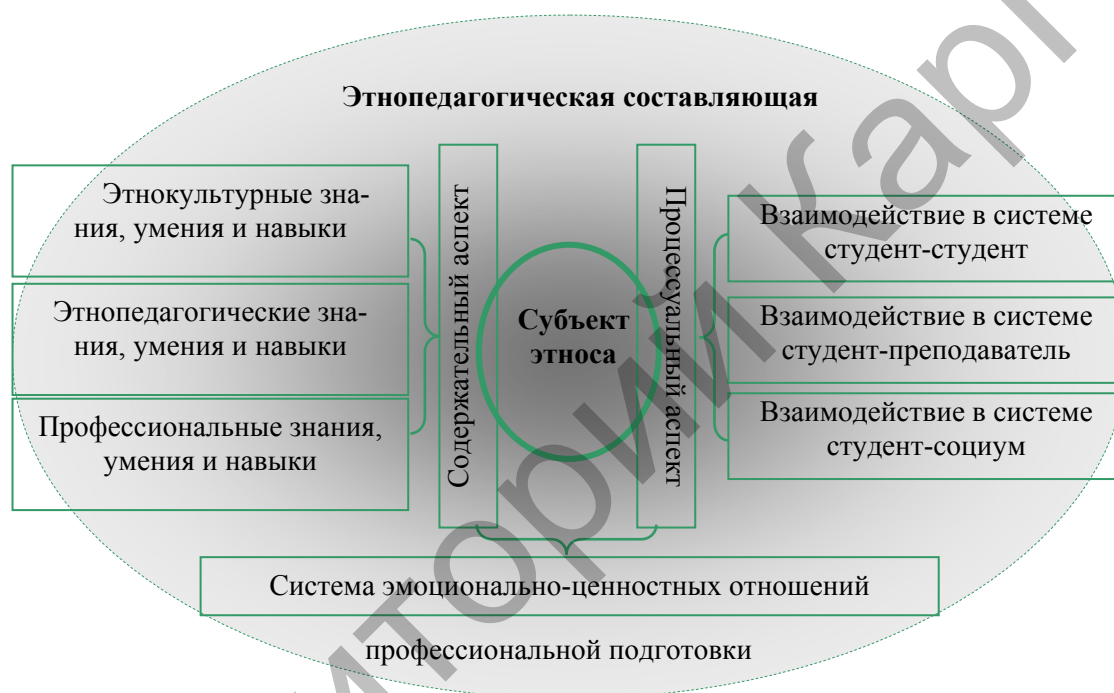 Этнопедагогическая составляющая
Этнокультурные зна-
ния, умения и навыки
Этнопедагогические зна-
ния, умения и навыки
Профессиональные знания,
умения и навыки
Содержательный аспект
Субъект
этноса
Процессуальный аспект
Взаимодействие в системе
студент-студент
Взаимодействие в системе
студент-преподаватель
Взаимодействие в системе
студент-социум
Система эмоционально-ценностных отношений
профессиональной подготовки